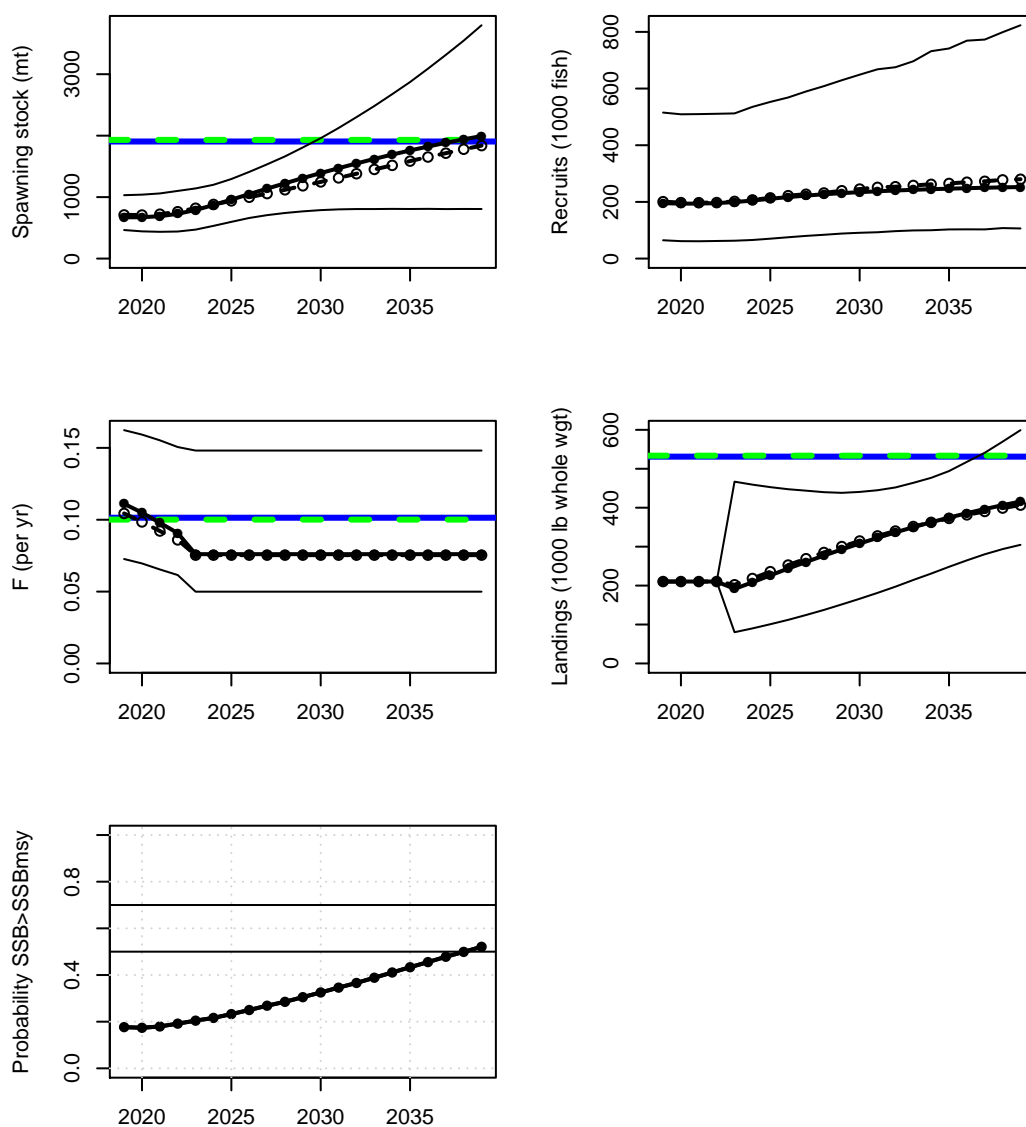 Spawning stock (mt)
0 1000 3000
2020 2025 2030 2035
Recruits (1000 fish)
0 200 400 600 800
2020 2025 2030 2035
F (per yr)
0.00 0.05 0.10 0.15
2020 2025 2030 2035
Landings (1000 lb whole wgt)
0 200 400 600
2020 2025 2030 2035
Probability SSB>SSBmsy
0.0 0.4 0.8
2020 2025 2030 2035